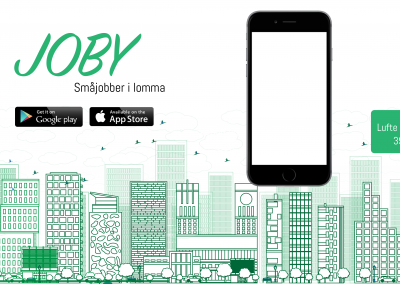 JOBY
Småjobber i lomma
Get it on
Google play
Available on the
App Store
Lufte
35